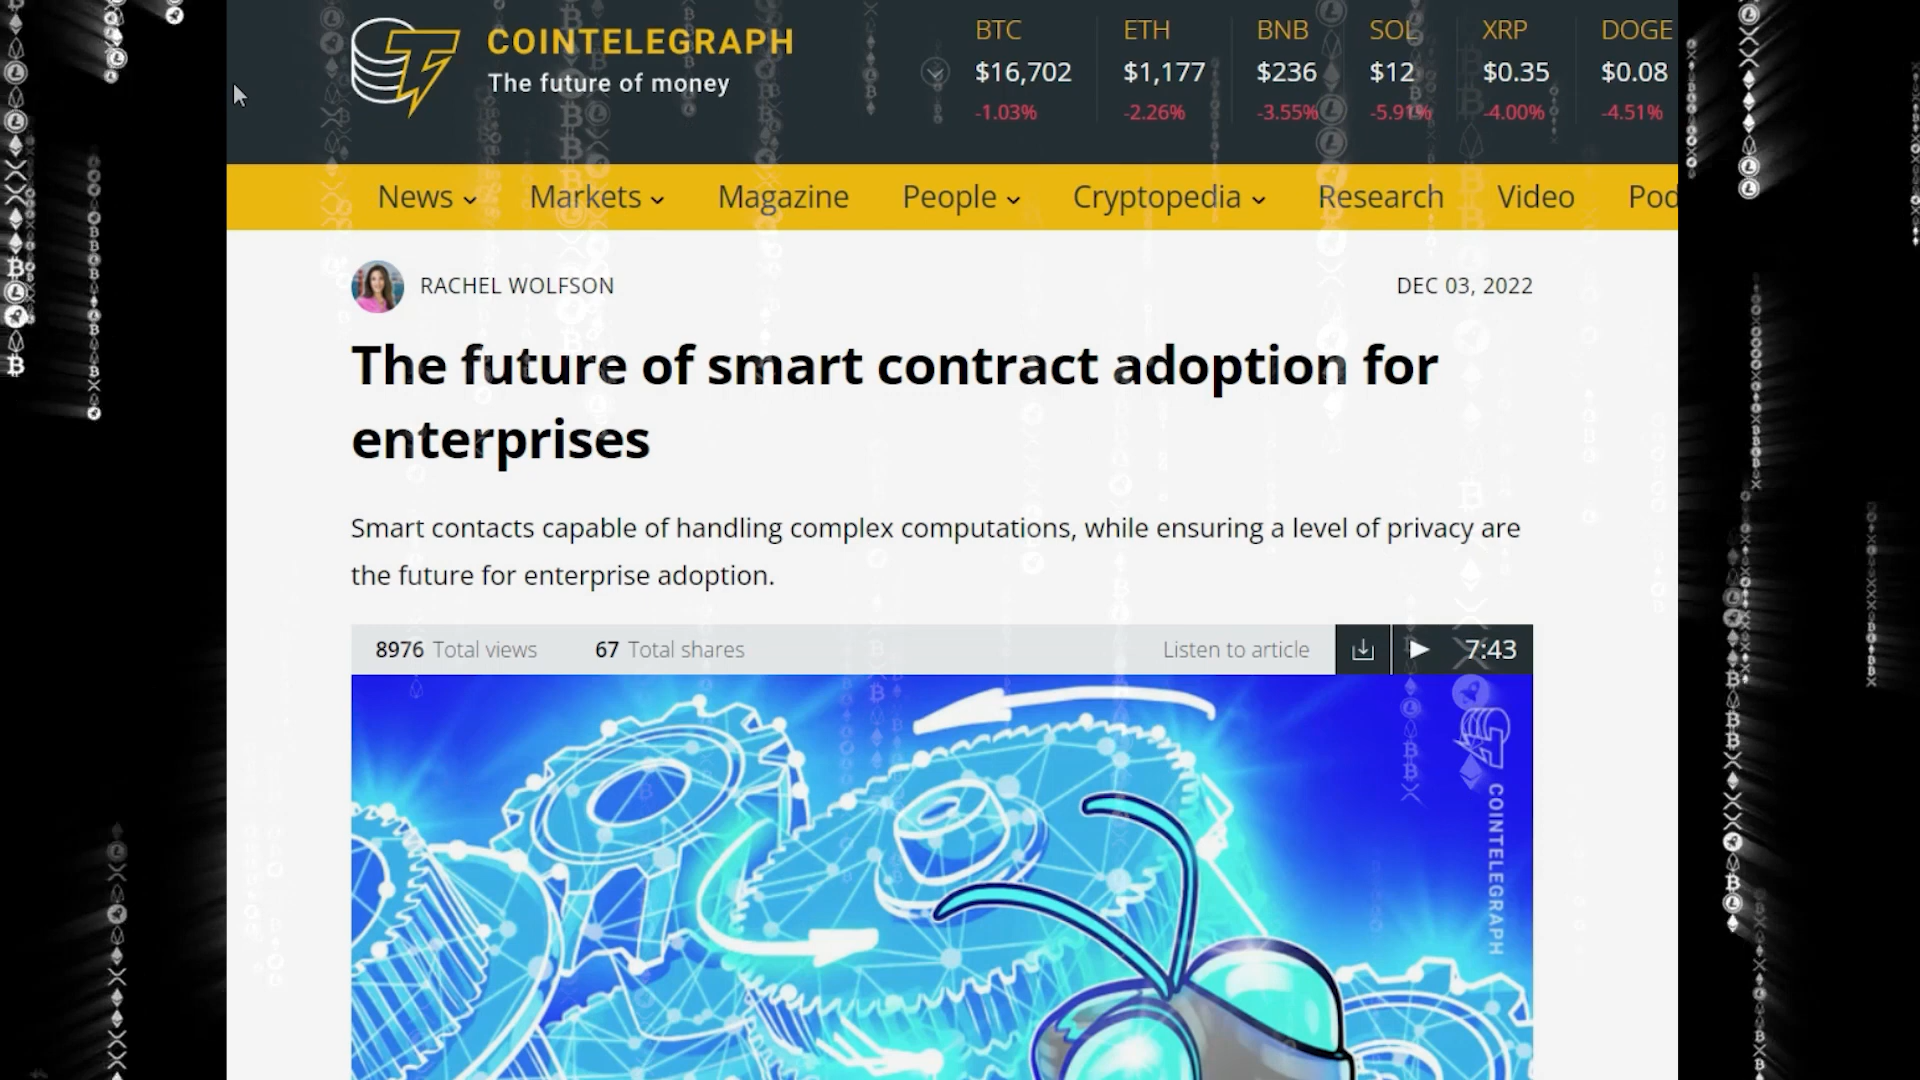 COINTELEGRAPH
The future of money
BTC ETH BNB SOL XRP DOGE
$16,702 $1,177 $236 $12 $0.35 $0.08
-1.03% -2.26% -3.55% -5.91% -4.00% -4.51%
News Markets Magazine People Cryptopedia Research Video Pod
RACHEL WOLFSON DEC 03, 2022
The future of smart contract adoption for
enterprises
Smart contacts capable of handling complex computations, while ensuring a level of privacy are
the future for enterprise adoption.
8976 Total views 67 Total shares Listen to article 7:43
COINTELEGRAPH